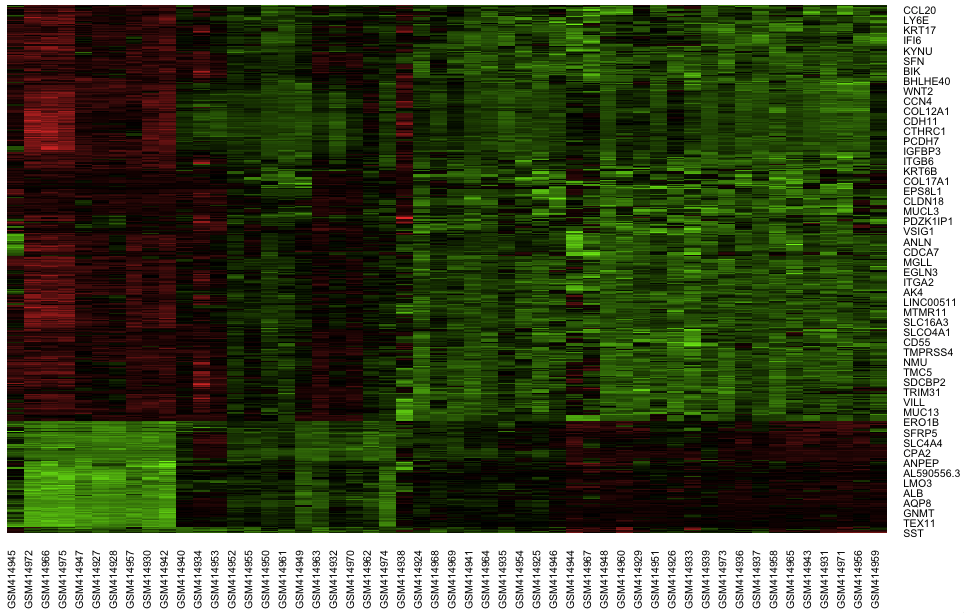 CCL20
LY6E
KRT17
IFI6
KYNU
SFN
BIK
BHLHE40
WNT2
CCN4
COL12A1
CDH11
CTHRC1
PCDH7
IGFBP3
ITGB6
KRT6B
COL17A1
EPS8L1
CLDN18
MUCL3
PDZK1IP1
VSIG1
ANLN
CDCA7
MGLL
EGLN3
ITGA2
AK4
LINC00511
MTMR11
SLC16A3
SLCO4A1
CD55
TMPRSS4
NMU
TMC5
SDCBP2
TRIM31
VILL
MUC13
ERO1B
SFRP5
SLC4A4
CPA2
ANPEP
AL590556.3
LMO3
ALB
AQP8
GNMT
TEX11
SST
GSM414945
GSM414972
GSM414966
GSM414975
GSM414947
GSM414927
GSM414928
GSM414957
GSM414930
GSM414942
GSM414940
GSM414934
GSM414953
GSM414952
GSM414955
GSM414950
GSM414961
GSM414949
GSM414963
GSM414932
GSM414970
GSM414962
GSM414974
GSM414938
GSM414924
GSM414968
GSM414969
GSM414941
GSM414964
GSM414935
GSM414954
GSM414925
GSM414946
GSM414944
GSM414967
GSM414948
GSM414960
GSM414929
GSM414951
GSM414926
GSM414933
GSM414939
GSM414973
GSM414936
GSM414937
GSM414958
GSM414965
GSM414943
GSM414931
GSM414971
GSM414956
GSM414959